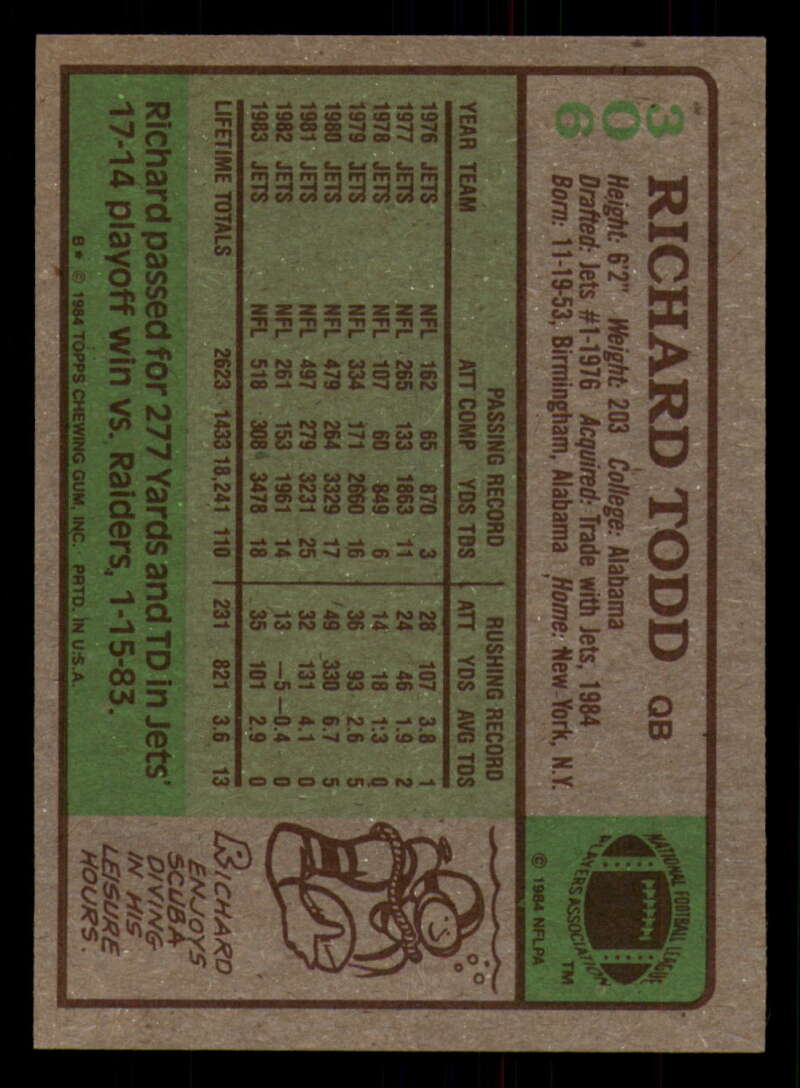 306
RICHARD TODD QB
Height: 6'2" Weight: 203 College: Alabama
Drafted: Jets #1-1976 Acquired: Trade with Jets, 1984
Born: 11-19-53, Birmingham, Alabama Home: New York, N.Y.
NATIONAL FOOTBALL LEAGUE
PLAYERS ASSOCIATION
TM
© 1984 NFLPA
PASSING RECORD RUSHING RECORD
YEAR TEAM ATT COMP YDS TDS ATT YDS AVG TDS
1976 JETS NFL 162 65 870 3 28 107 3.8 1
1977 JETS NFL 265 133 1863 11 24 46 1.9 2
1978 JETS NFL 107 60 849 6 14 18 1.3 0
1979 JETS NFL 334 171 2660 16 36 93 2.6 5
1980 JETS NFL 479 264 3329 17 49 330 6.7 5
1981 JETS NFL 497 279 3231 25 32 131 4.1 0
1982 JETS NFL 261 153 1961 14 13 —5 —0.4 0
1983 JETS NFL 518 308 3478 18 35 101 2.9 0
LIFETIME TOTALS 2623 1433 18,241 110 231 821 3.6 13
Richard passed for 277 Yards and TD in Jets'
17-14 playoff win vs. Raiders, 1-15-83.
B* © 1984 TOPPS CHEWING GUM, INC. PRTD. IN U.S.A.
RICHARD
ENJOYS
SCUBA
DIVING
IN HIS
LEISURE
HOURS.